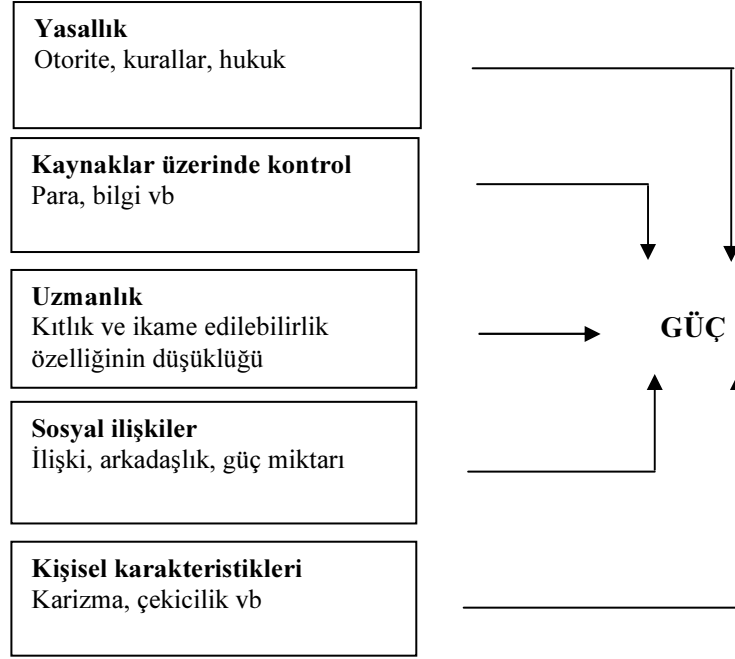 Yasallık
Otorite, kurallar, hukuk
Kaynaklar üzerinde kontrol
Para, bilgi vb
Uzmanlık
Kıtlık ve ikame edilebilirlik
özelliğinin düşüklüğü
GÜÇ
Sosyal ilişkiler
İlişki, arkadaşlık, güç miktarı
Kişisel karakteristikleri
Karizma, çekicilik vb